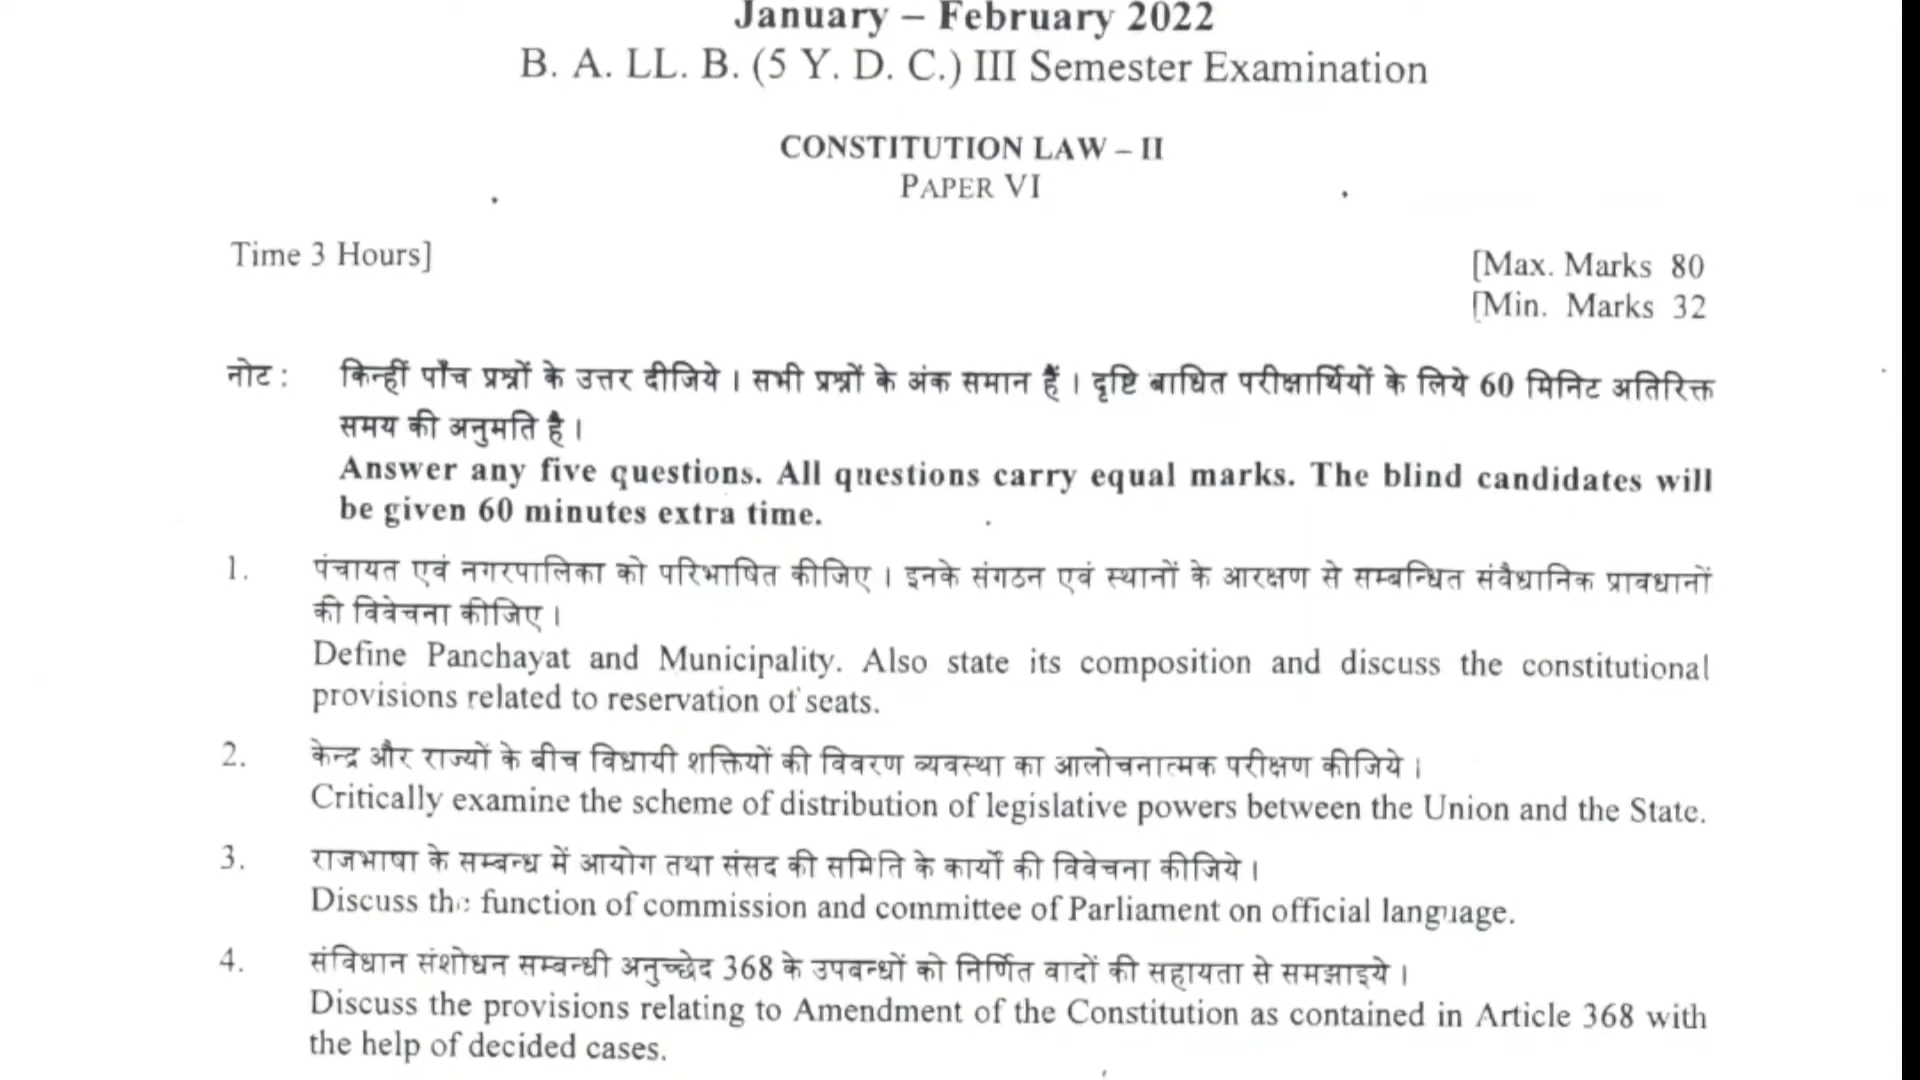 January – February 2022
B. A. LL. B. (5 Y. D. C.) III Semester Examination
CONSTITUTION LAW – II
PAPER VI
Time 3 Hours]
[Max. Marks 80
[Min. Marks 32
नोट : किन्हीं पाँच प्रश्नों के उत्तर दीजिये । सभी प्रश्नों के अंक समान हैं । दृष्टि बाधित परीक्षार्थियों के लिये 60 मिनिट अतिरिक्त
समय की अनुमति है ।
Answer any five questions. All questions carry equal marks. The blind candidates will
be given 60 minutes extra time.
1. पंचायत एवं नगरपालिका को परिभाषित कीजिए । इनके संगठन एवं स्थानों के आरक्षण से सम्बन्धित संवैधानिक प्रावधानों
की विवेचना कीजिए ।
Define Panchayat and Municipality. Also state its composition and discuss the constitutional
provisions related to reservation of seats.
2. केन्द्र और राज्यों के बीच विधायी शक्तियों की विवरण व्यवस्था का आलोचनात्मक परीक्षण कीजिये ।
Critically examine the scheme of distribution of legislative powers between the Union and the State.
3. राजभाषा के सम्बन्ध में आयोग तथा संसद की समिति के कार्यों की विवेचना कीजिये ।
Discuss the function of commission and committee of Parliament on official language.
4. संविधान संशोधन सम्बन्धी अनुच्छेद 368 के उपबन्धों को निर्णित वादों की सहायता से समझाइये ।
Discuss the provisions relating to Amendment of the Constitution as contained in Article 368 with
the help of decided cases.